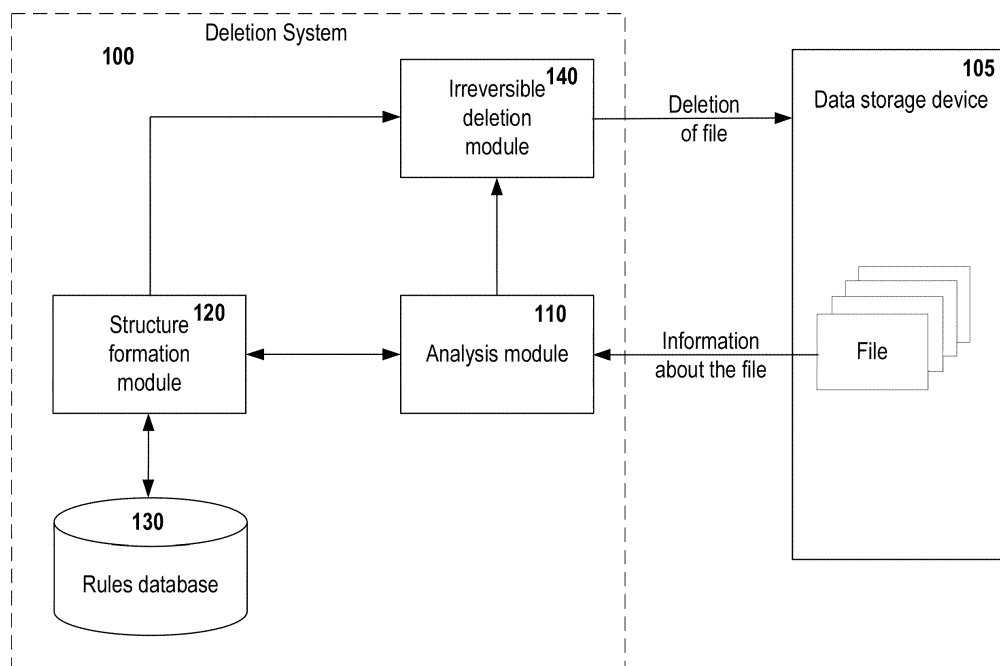 Deletion System
100
140
Irreversible
deletion
module
Deletion
of file
105
Data storage device
120
Structure
formation
module
110
Analysis module
Information
about the file
File
130
Rules database